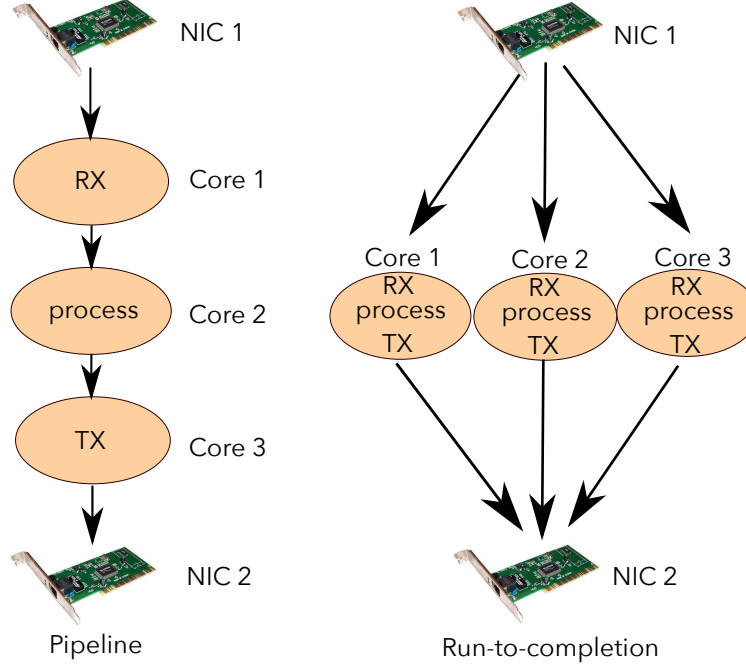 NIC 1
RX
Core 1
process
Core 2
TX
Core 3
NIC 2
Pipeline
NIC 1
Core 1
RX
process
TX
Core 2
RX
process
TX
Core 3
RX
process
TX
NIC 2
Run-to-completion